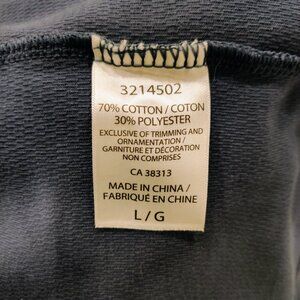 3214502
70% COTTON / COTON
30% POLYESTER
EXCLUSIVE OF TRIMMING AND
ORNAMENTATION /
GARNITURE ET DÉCORATION
NON COMPRISES
CA 38313
MADE IN CHINA /
FABRIQUÉ EN CHINE
L / G